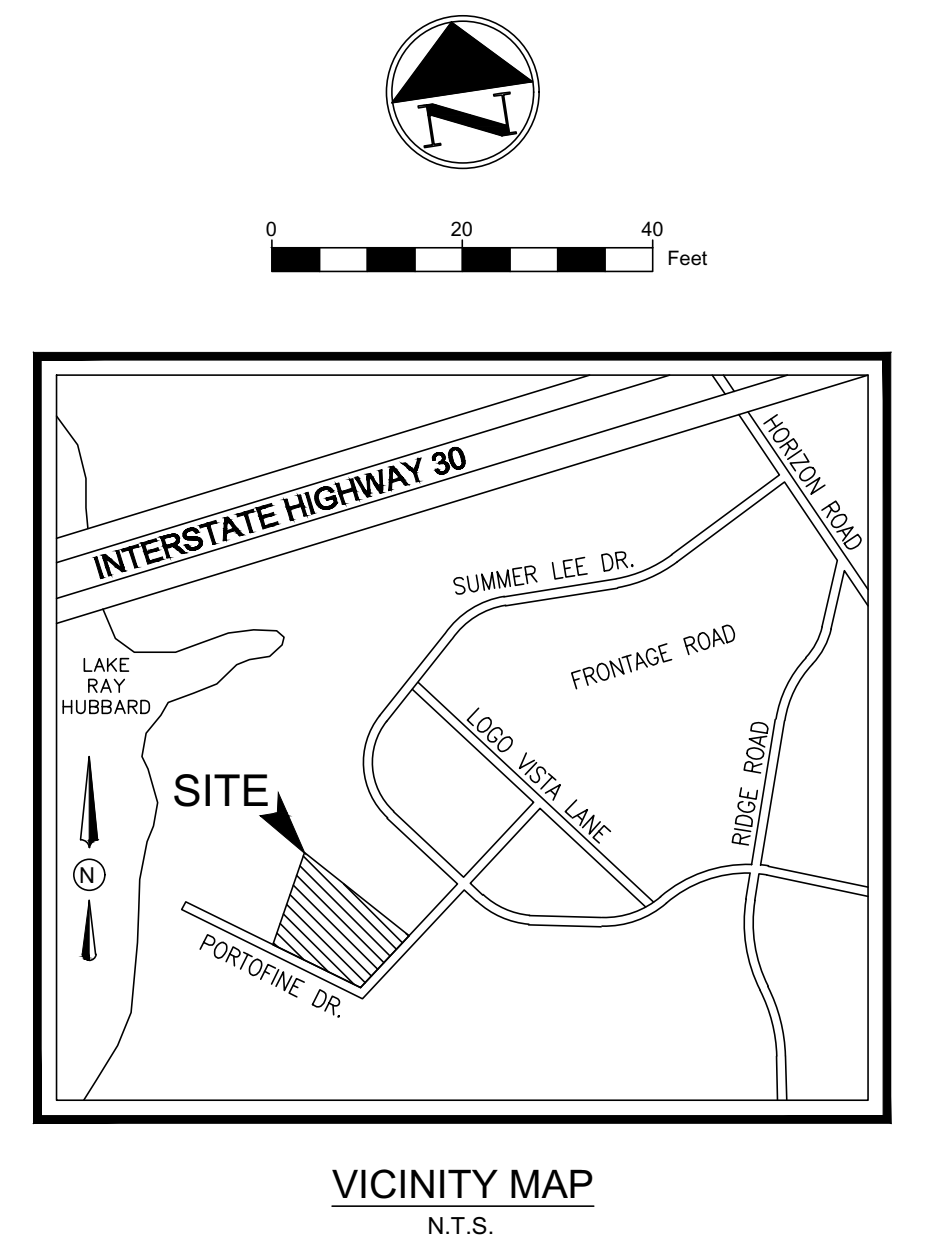 N
0 20 40
Feet
INTERSTATE HIGHWAY 30
HORIZON ROAD
SUMMER LEE DR.
FRONTAGE ROAD
LAKE
RAY
HUBBARD
LOGO VISTA LANE
RIDGE ROAD
SITE
N
PORTOFINE DR.
VICINITY MAP
N.T.S.